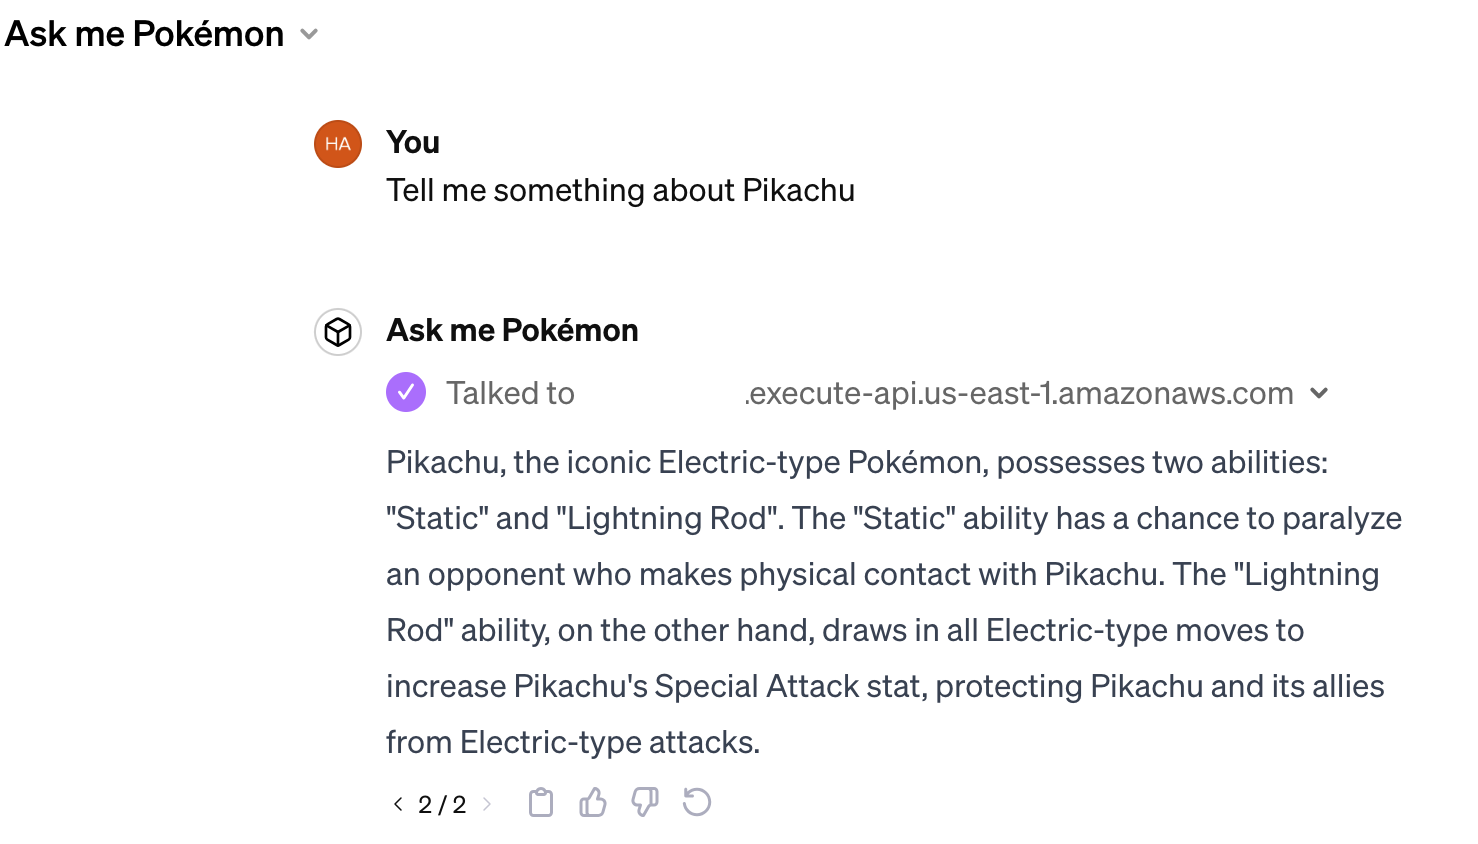 Ask me Pokémon
HA
You
Tell me something about Pikachu
Ask me Pokémon
Talked to .execute-api.us-east-1.amazonaws.com
Pikachu, the iconic Electric-type Pokémon, possesses two abilities:
"Static" and "Lightning Rod". The "Static" ability has a chance to paralyze
an opponent who makes physical contact with Pikachu. The "Lightning
Rod" ability, on the other hand, draws in all Electric-type moves to
increase Pikachu's Special Attack stat, protecting Pikachu and its allies
from Electric-type attacks.
2 / 2